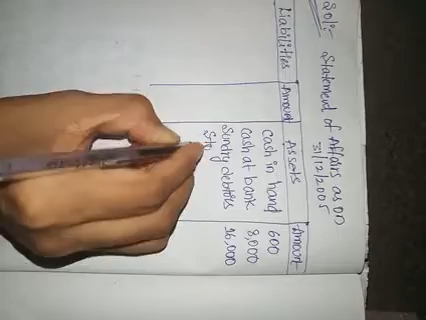 Sol:- Statement of Affairs as on
31/12/2005
Liabilities Amount Assets Amount
Cash in hand 600
Cash at bank 8,000
Sundry debtors 16,000
Sto